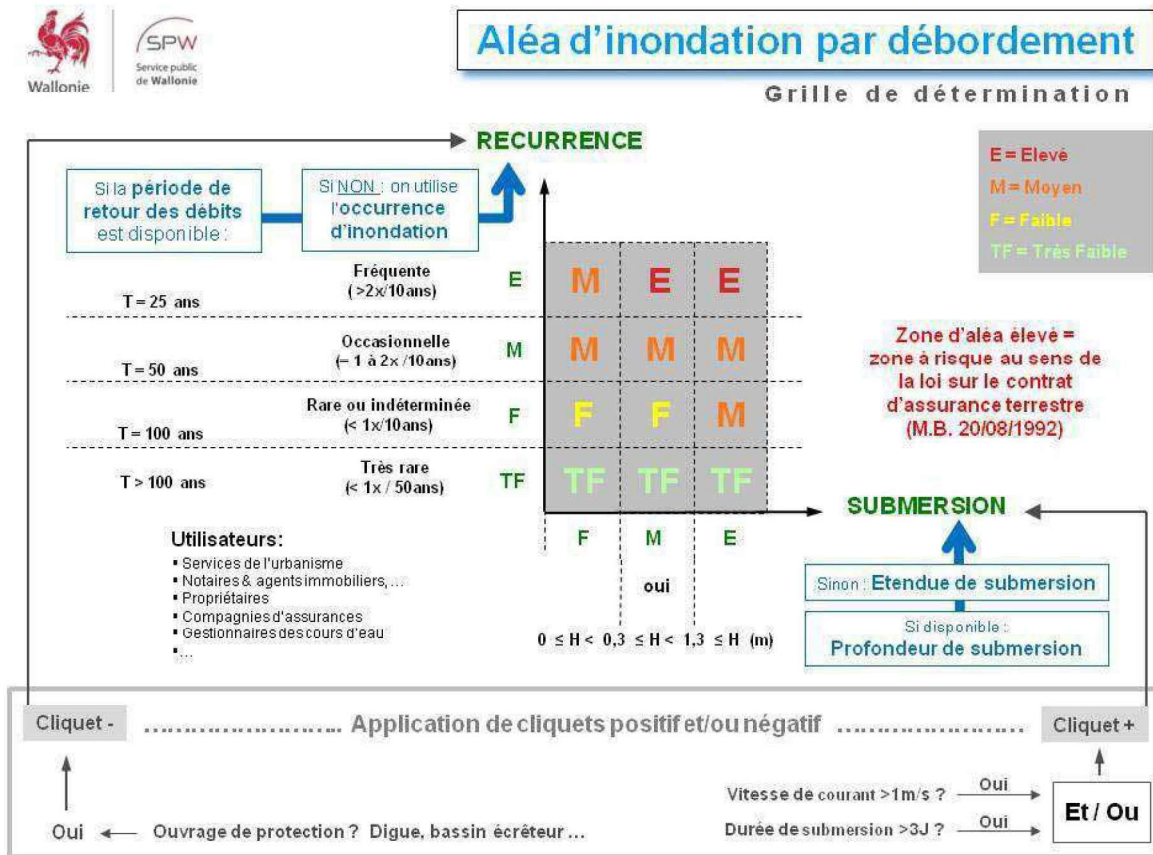 Wallonie
SPW
Service public
de Wallonie
Aléa d'inondation par débordement
Grille de détermination
RECURRENCE
E = Elevé
M = Moyen
F = Faible
TF = Très Faible
Si la période de
retour des débits
est disponible :
Si NON : on utilise
l'occurrence
d'inondation
Fréquente
( >2x/10ans)
E
M E E
T = 25 ans
Occasionnelle
(= 1 à 2x /10ans)
M
M M M
T = 50 ans
Rare ou indéterminée
(< 1x/10ans)
F
F F M
T = 100 ans
Très rare
(< 1x / 50ans)
T > 100 ans
TF
TF TF TF
Zone d'aléa élevé =
zone à risque au sens de
la loi sur le contrat
d'assurance terrestre
(M.B. 20/08/1992)
SUBMERSION
F M E
oui
0 ≤ H < 0,3 ≤ H < 1,3 ≤ H (m)
Sinon : Etendue de submersion
Si disponible :
Profondeur de submersion
Utilisateurs:
▪ Services de l'urbanisme
▪ Notaires & agents immobiliers, …
▪ Propriétaires
▪ Compagnies d'assurances
▪ Gestionnaires des cours d'eau
▪ …
Cliquet - …………………….. Application de cliquets positif et/ou négatif …………………… Cliquet +
Vitesse de courant >1m/s ? Oui
Et / Ou
Oui Ouvrage de protection ? Digue, bassin écrêteur … Durée de submersion >3J ? Oui